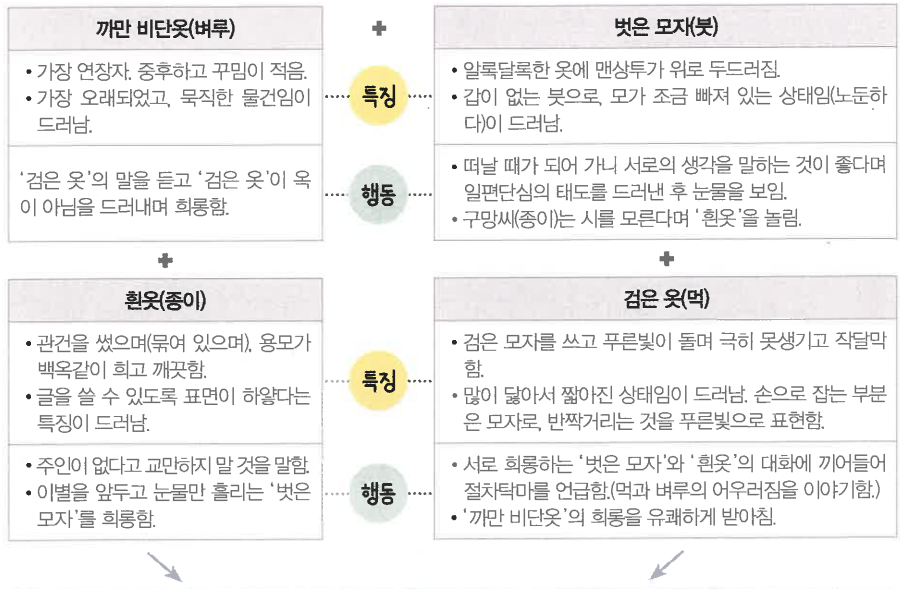 까만 비단옷(벼루)
• 가장 연장자. 중후하고 꾸밈이 적음.
• 가장 오래되었고, 묵직한 물건임이
드러남.
'검은 옷'의 말을 듣고 '검은 옷'이 옥
이 아님을 드러내며 희롱함.
+
특징
행동
벗은 모자(붓)
• 알록달록한 옷에 맨상투가 위로 두드러짐.
• 갑이 없는 붓으로, 모가 조금 빠져 있는 상태임(노둔하
다)이 드러남.
• 떠날 때가 되어 가니 서로의 생각을 말하는 것이 좋다며
일편단심의 태도를 드러낸 후 눈물을 보임.
• 구망씨(종이)는 시를 모른다며 '흰옷'을 놀림.
+
+
흰옷(종이)
• 관건을 썼으며(묶여 있으며), 용모가
백옥같이 희고 깨끗함.
• 글을 쓸 수 있도록 표면이 하얗다는
특징이 드러남.
• 주인이 없다고 교만하지 말 것을 말함.
• 이별을 앞두고 눈물만 흘리는 '벗은
모자'를 희롱함.
특징
행동
검은 옷(먹)
• 검은 모자를 쓰고 푸른빛이 돌며 극히 못생기고 작달막
함.
• 많이 닳아서 짧아진 상태임이 드러남. 손으로 잡는 부분
은 모자로, 반짝거리는 것을 푸른빛으로 표현함.
• 서로 희롱하는 '벗은 모자'와 '흰옷'의 대화에 끼어들어
절차탁마를 언급함.(먹과 벼루의 어우러짐을 이야기함.)
• '까만 비단옷'의 희롱을 유쾌하게 받아침.